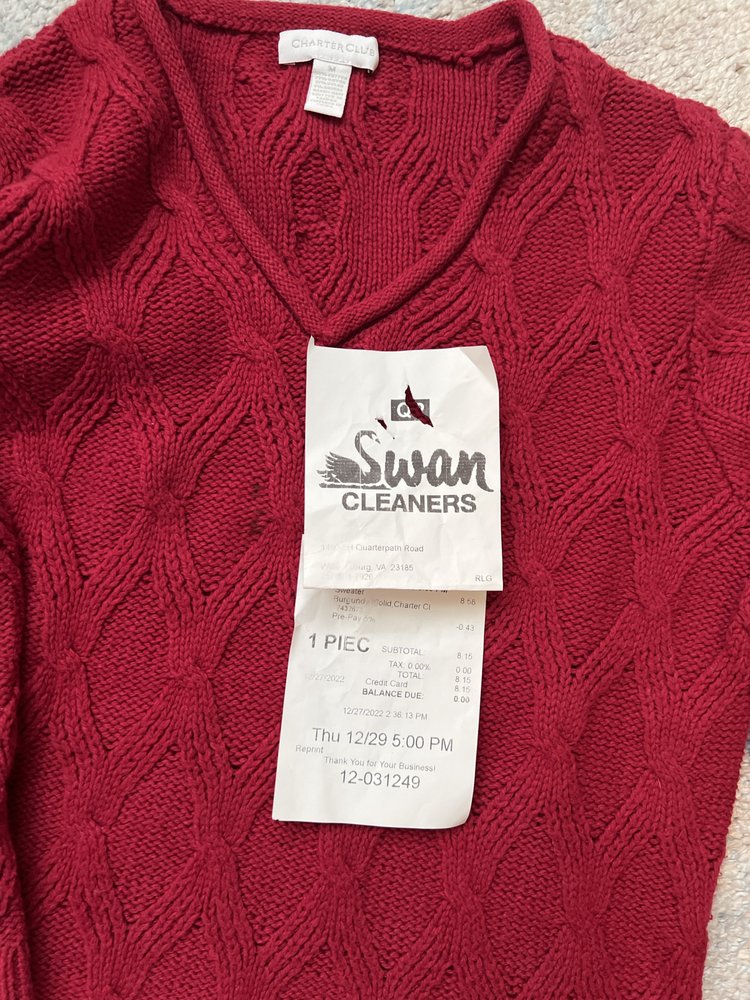 CHARTER CLUB
M
Swan
CLEANERS
Quarterpath Road
VA. 23185
RLG
Sweater
8.58
Solid,Charter Cl
Pre-Pay 5%
-0.43
1 PIEC
SUBTOTAL: 8.15
TAX: 0.00% 0.00
TOTAL: 8.15
12/27/2022 Credit Card 8.15
BALANCE DUE: 0.00
12/27/2022 2:36:13 PM
Thu 12/29 5:00 PM
Reprint
Thank You for Your Business!
12-031249